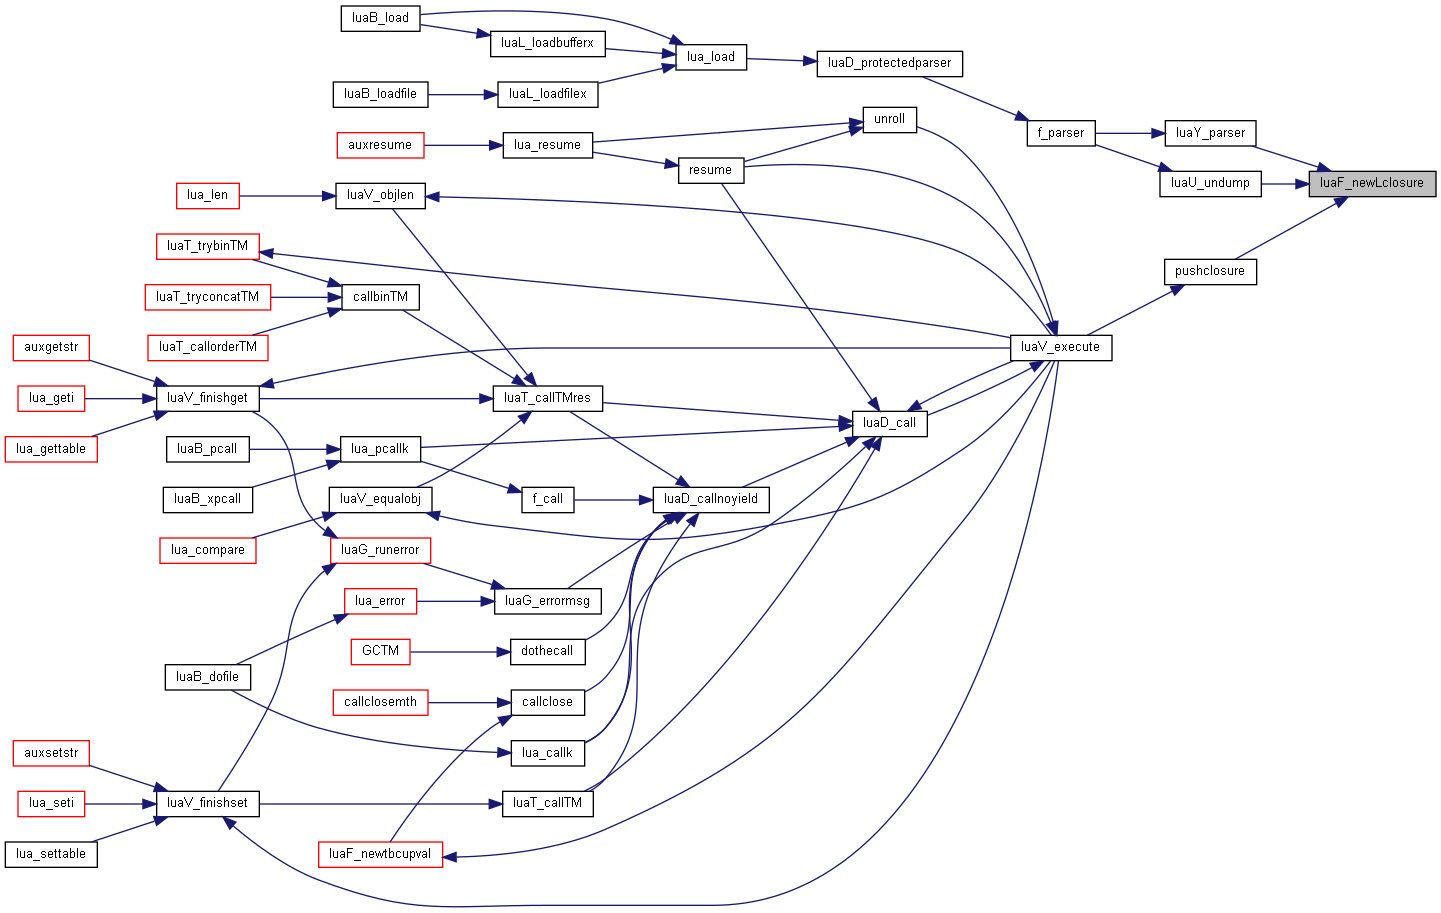 luaB_load
luaL_loadbufferx
lua_load
luaD_protectedparser
luaB_loadfile
luaL_loadfilex
unroll
f_parser
luaY_parser
auxresume
lua_resume
resume
luaU_undump
luaF_newLclosure
lua_len
luaV_objlen
luaT_trybinTM
pushclosure
luaT_tryconcatTM
callbinTM
auxgetstr
luaT_callorderTM
luaV_execute
lua_geti
luaV_finishget
luaT_callTMres
luaD_call
lua_gettable
luaB_pcall
lua_pcallk
luaB_xpcall
luaV_equalobj
f_call
luaD_callnoyield
lua_compare
luaG_runerror
lua_error
luaG_errormsg
GCTM
dothecall
luaB_dofile
callclosemth
callclose
auxsetstr
lua_callk
lua_seti
luaV_finishset
luaT_callTM
lua_settable
luaF_newtbcupval